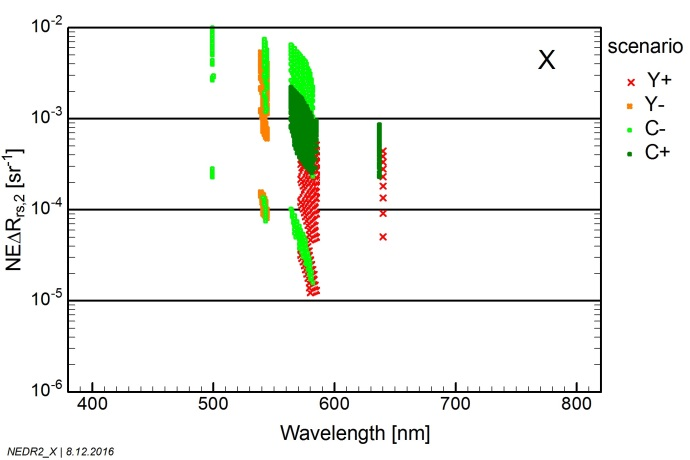 10⁻²
X
scenario
Y+
Y-
C-
C+
10⁻³
10⁻⁴
10⁻⁵
10⁻⁶
NEΔRrs,2 [sr⁻¹]
400 500 600 700 800
Wavelength [nm]
NEDR2_X | 8.12.2016